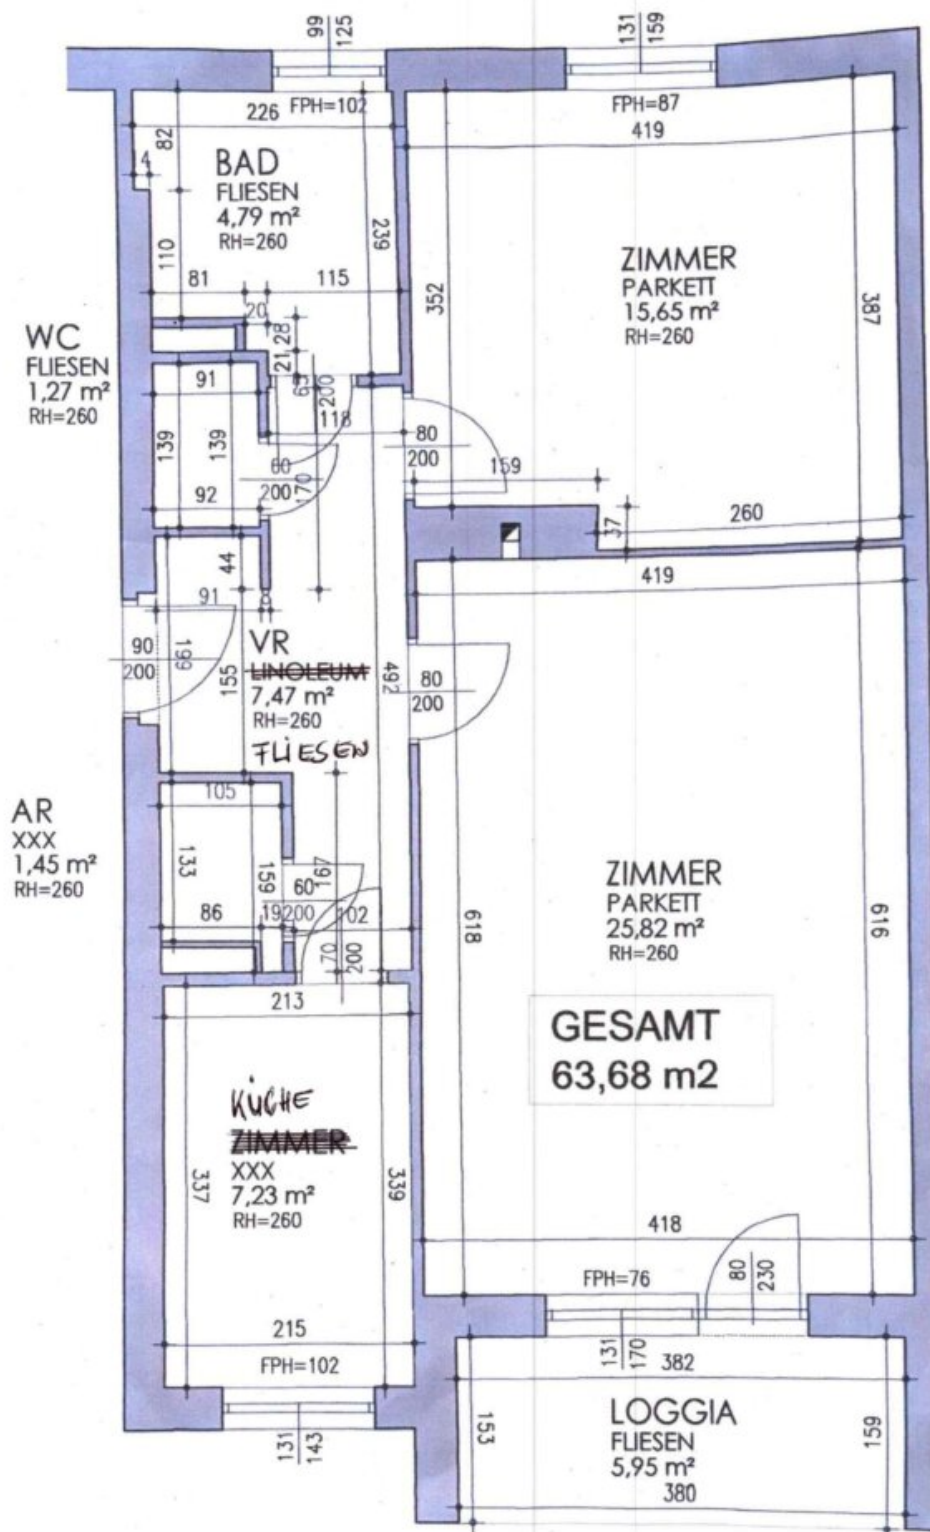 99
125
131
159
FPH=102
FPH=87
226
419
82
14
BAD
FLIESEN
4,79 m²
RH=260
239
110
81
115
20
28
21
352
387
ZIMMER
PARKETT
15,65 m²
RH=260
WC
FLIESEN
1,27 m²
RH=260
91
65
200
118
139
139
80
200
159
60
200
170
92
37
260
44
91
419
90
200
199
155
VR
LINOLEUM
7,47 m²
RH=260
FLIESEN
492
80
200
105
AR
XXX
1,45 m²
RH=260
133
159
60
200
167
86
19
102
70
200
618
616
ZIMMER
PARKETT
25,82 m²
RH=260
213
GESAMT
63,68 m2
KÜCHE
ZIMMER
XXX
7,23 m²
RH=260
337
339
418
FPH=76
80
230
215
FPH=102
131
170
382
131
143
LOGGIA
FLIESEN
5,95 m²
153
159
380